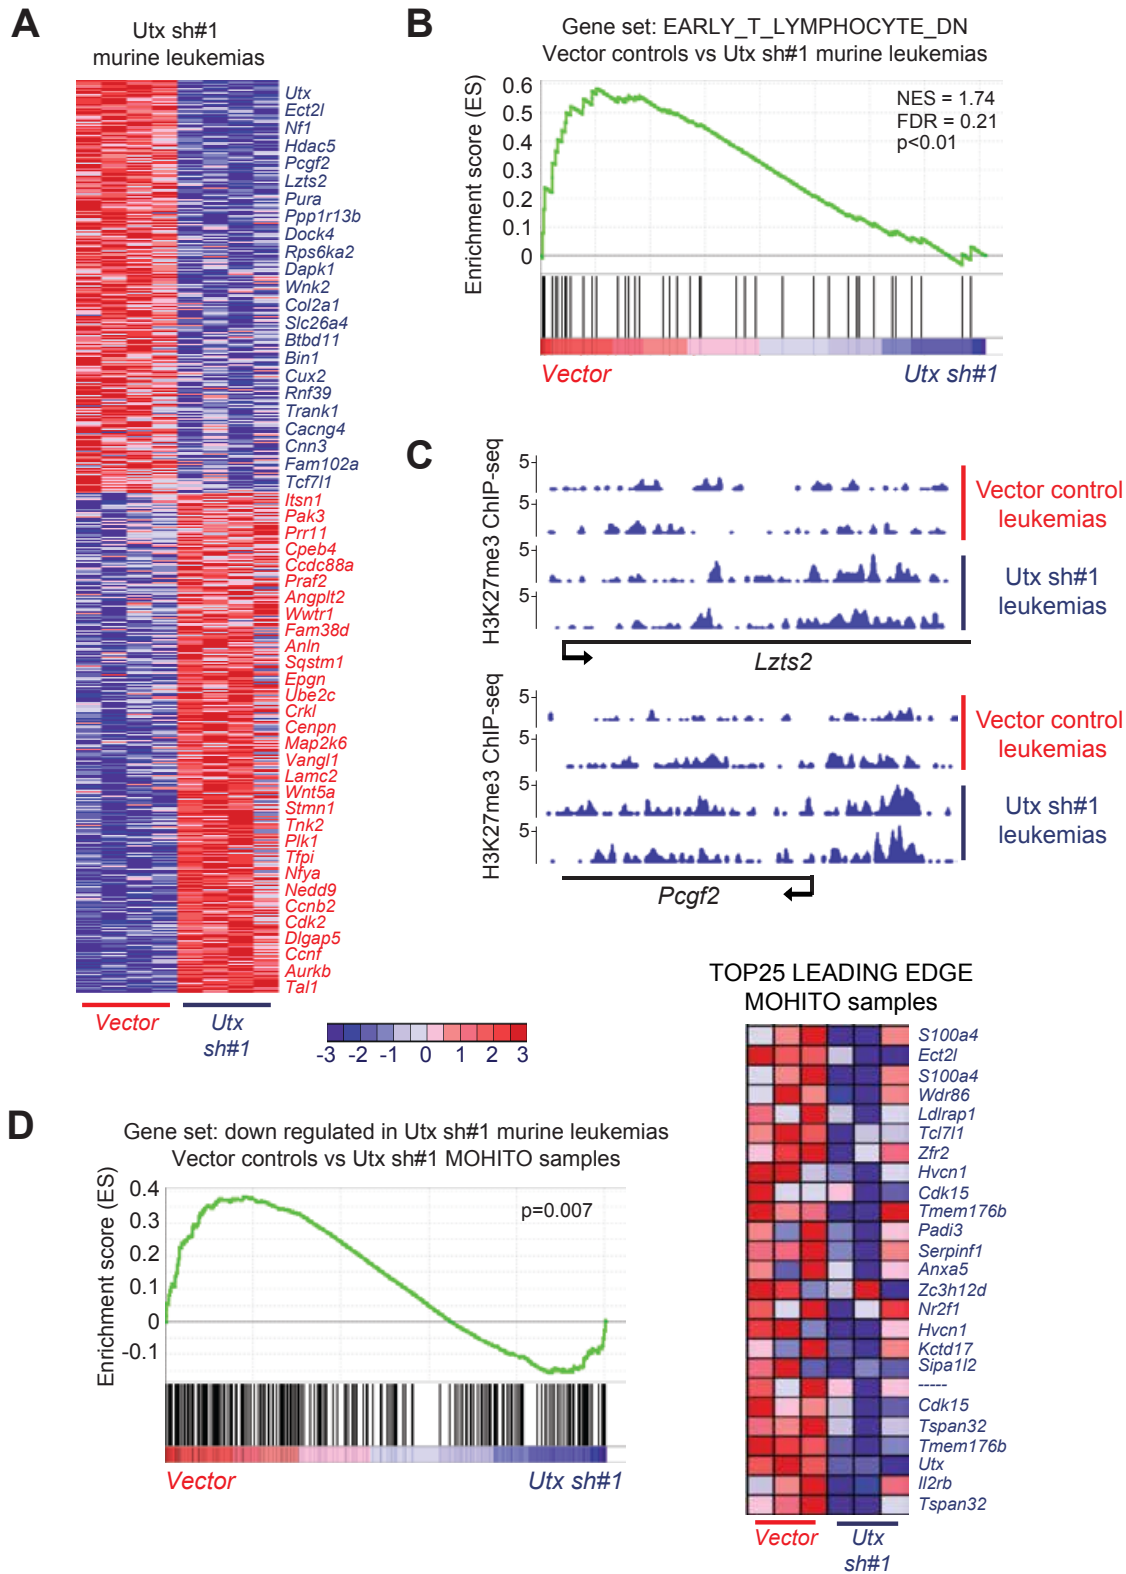 A
Utx sh#1
murine leukemias
Utx
Ect2l
Nf1
Hdac5
Pcgf2
Lzts2
Pura
Ppp1r13b
Dock4
Rps6ka2
Dapk1
Wnk2
Col2a1
Slc26a4
Btbd11
Bin1
Cux2
Rnf39
Trank1
Cacng4
Cnn3
Fam102a
Tcf7l1
Itsn1
Pak3
Prr11
Cpeb4
Ccdc88a
Praf2
Angplt2
Wwtr1
Fam38d
Anln
Sqstm1
Epgn
Ube2c
Crkl
Cenpn
Map2k6
Vangl1
Lamc2
Wnt5a
Stmn1
Tnk2
Plk1
Tfpi
Nfya
Nedd9
Ccnb2
Cdk2
Dlgap5
Ccnf
Aurkb
Tal1
Vector
Utx
sh#1
-3 -2 -1 0 1 2 3
B
Gene set: EARLY_T_LYMPHOCYTE_DN
Vector controls vs Utx sh#1 murine leukemias
Enrichment score (ES)
0.6
0.5
0.4
0.3
0.2
0.1
0
NES = 1.74
FDR = 0.21
p<0.01
Vector
Utx sh#1
C
H3K27me3 ChIP-seq
5
5
5
5
Vector control
leukemias
Utx sh#1
leukemias
Lzts2
H3K27me3 ChIP-seq
5
5
5
5
Vector control
leukemias
Utx sh#1
leukemias
Pcgf2
D
Gene set: down regulated in Utx sh#1 murine leukemias
Vector controls vs Utx sh#1 MOHITO samples
Enrichment score (ES)
0.4
0.3
0.2
0.1
0
-0.1
p=0.007
Vector
Utx sh#1
TOP25 LEADING EDGE
MOHITO samples
S100a4
Ect2l
S100a4
Wdr86
Ldlrap1
Tcl7l1
Zfr2
Hvcn1
Cdk15
Tmem176b
Padi3
Serpinf1
Anxa5
Zc3h12d
Nr2f1
Hvcn1
Kctd17
Sipa1l2
-----
Cdk15
Tspan32
Tmem176b
Utx
Il2rb
Tspan32
Vector
Utx
sh#1